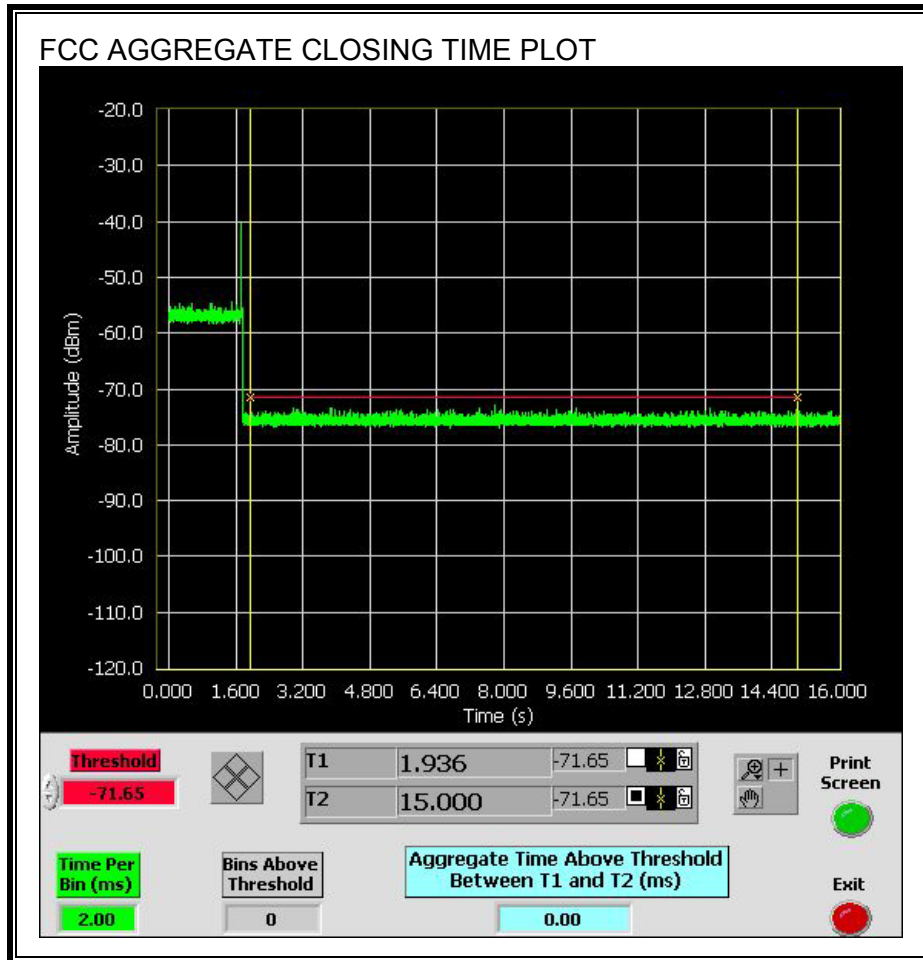 FCC AGGREGATE CLOSING TIME PLOT
-20.0
-30.0
-40.0
-50.0
-60.0
-70.0
-80.0
-90.0
-100.0
-110.0
-120.0
Amplitude (dBm)
0.000 1.600 3.200 4.800 6.400 8.000 9.600 11.200 12.800 14.400 16.000
Time (s)
Threshold
-71.65
T1 1.936 -71.65
T2 15.000 -71.65
Print
Screen
Time Per
Bin (ms)
2.00
Bins Above
Threshold
0
Aggregate Time Above Threshold
Between T1 and T2 (ms)
0.00
Exit